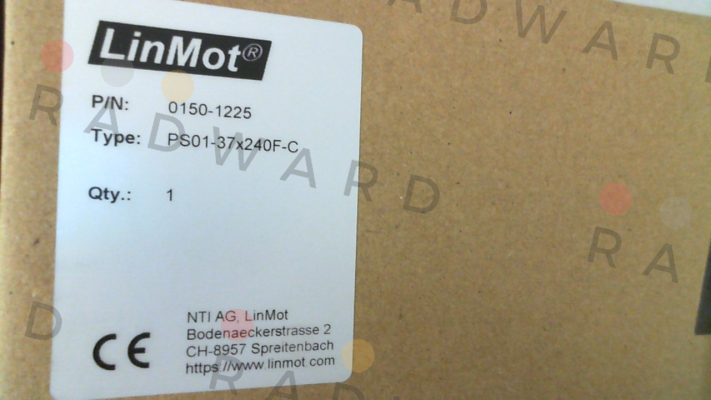 LinMot®
P/N: 0150-1225
Type: PS01-37x240F-C
Qty.: 1
NTI AG, LinMot
Bodenaeckerstrasse 2
CH-8957 Spreitenbach
https://www.linmot.com
RADWARD
RADWARD
RA
D
RADWARD